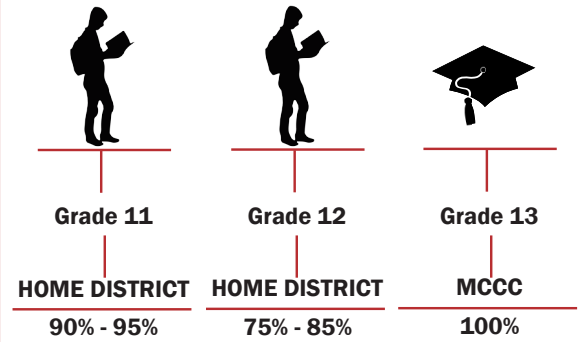 Grade 11
HOME DISTRICT
90% - 95%
Grade 12
HOME DISTRICT
75% - 85%
Grade 13
MCCC
100%